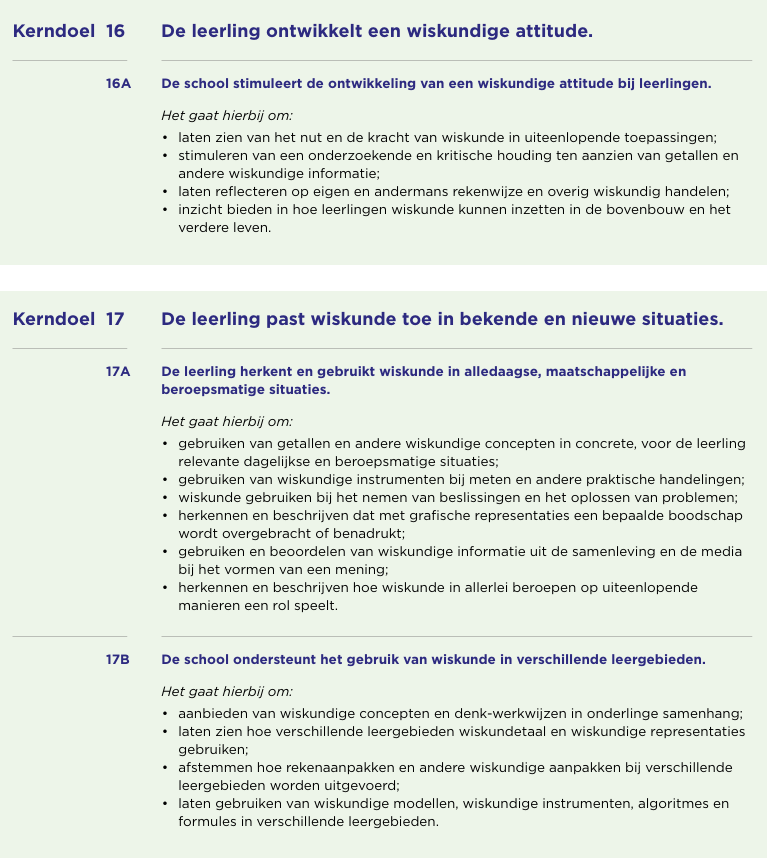 Kerndoel 16 De leerling ontwikkelt een wiskundige attitude.
16A De school stimuleert de ontwikkeling van een wiskundige attitude bij leerlingen.
Het gaat hierbij om:
• laten zien van het nut en de kracht van wiskunde in uiteenlopende toepassingen;
• stimuleren van een onderzoekende en kritische houding ten aanzien van getallen en
andere wiskundige informatie;
• laten reflecteren op eigen en andermans rekenwijze en overig wiskundig handelen;
• inzicht bieden in hoe leerlingen wiskunde kunnen inzetten in de bovenbouw en het
verdere leven.
Kerndoel 17 De leerling past wiskunde toe in bekende en nieuwe situaties.
17A De leerling herkent en gebruikt wiskunde in alledaagse, maatschappelijke en
beroepsmatige situaties.
Het gaat hierbij om:
• gebruiken van getallen en andere wiskundige concepten in concrete, voor de leerling
relevante dagelijkse en beroepsmatige situaties;
• gebruiken van wiskundige instrumenten bij meten en andere praktische handelingen;
• wiskunde gebruiken bij het nemen van beslissingen en het oplossen van problemen;
• herkennen en beschrijven dat met grafische representaties een bepaalde boodschap
wordt overgebracht of benadrukt;
• gebruiken en beoordelen van wiskundige informatie uit de samenleving en de media
bij het vormen van een mening;
• herkennen en beschrijven hoe wiskunde in allerlei beroepen op uiteenlopende
manieren een rol speelt.
17B De school ondersteunt het gebruik van wiskunde in verschillende leergebieden.
Het gaat hierbij om:
• aanbieden van wiskundige concepten en denk-werkwijzen in onderlinge samenhang;
• laten zien hoe verschillende leergebieden wiskundetaal en wiskundige representaties
gebruiken;
• afstemmen hoe rekenaanpakken en andere wiskundige aanpakken bij verschillende
leergebieden worden uitgevoerd;
• laten gebruiken van wiskundige modellen, wiskundige instrumenten, algoritmes en
formules in verschillende leergebieden.